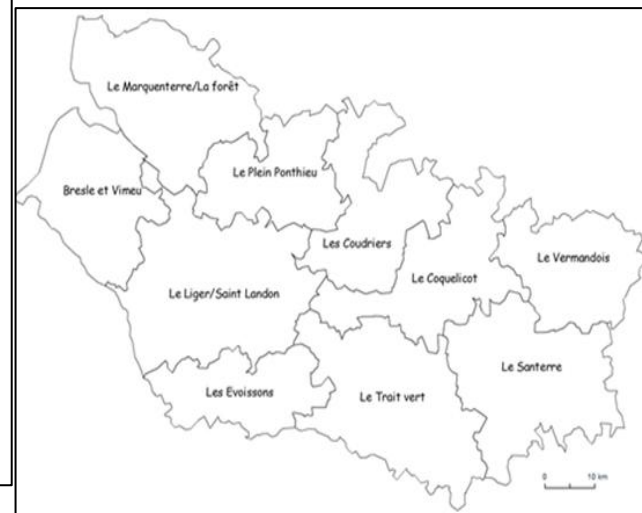 Le Marquenterre/La forêt
Le Plein Ponthieu
Bresle et Vimeu
Les Coudriers
Le Vermandois
Le Coquelicot
Le Liger/Saint Landon
Le Santerre
Les Evoissons
Le Trait vert
0 10 km